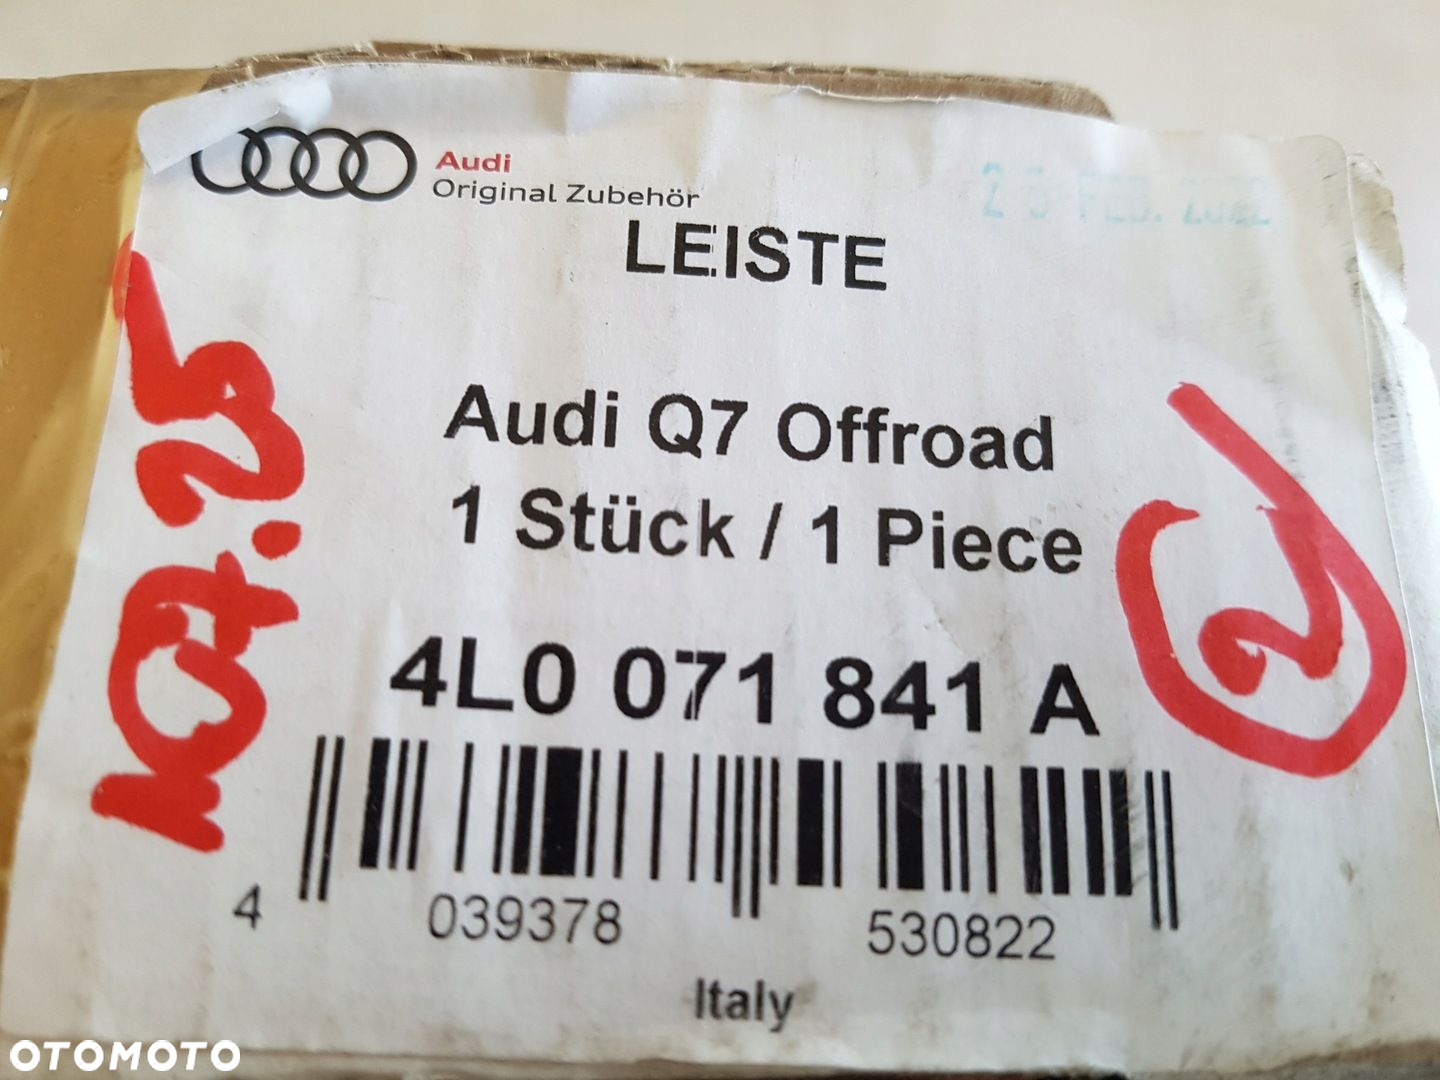 Audi
Original Zubehör
LEISTE
Audi Q7 Offroad
1 Stück / 1 Piece
4L0 071 841 A
4 039378 530822
Italy
2
OTOMOTO